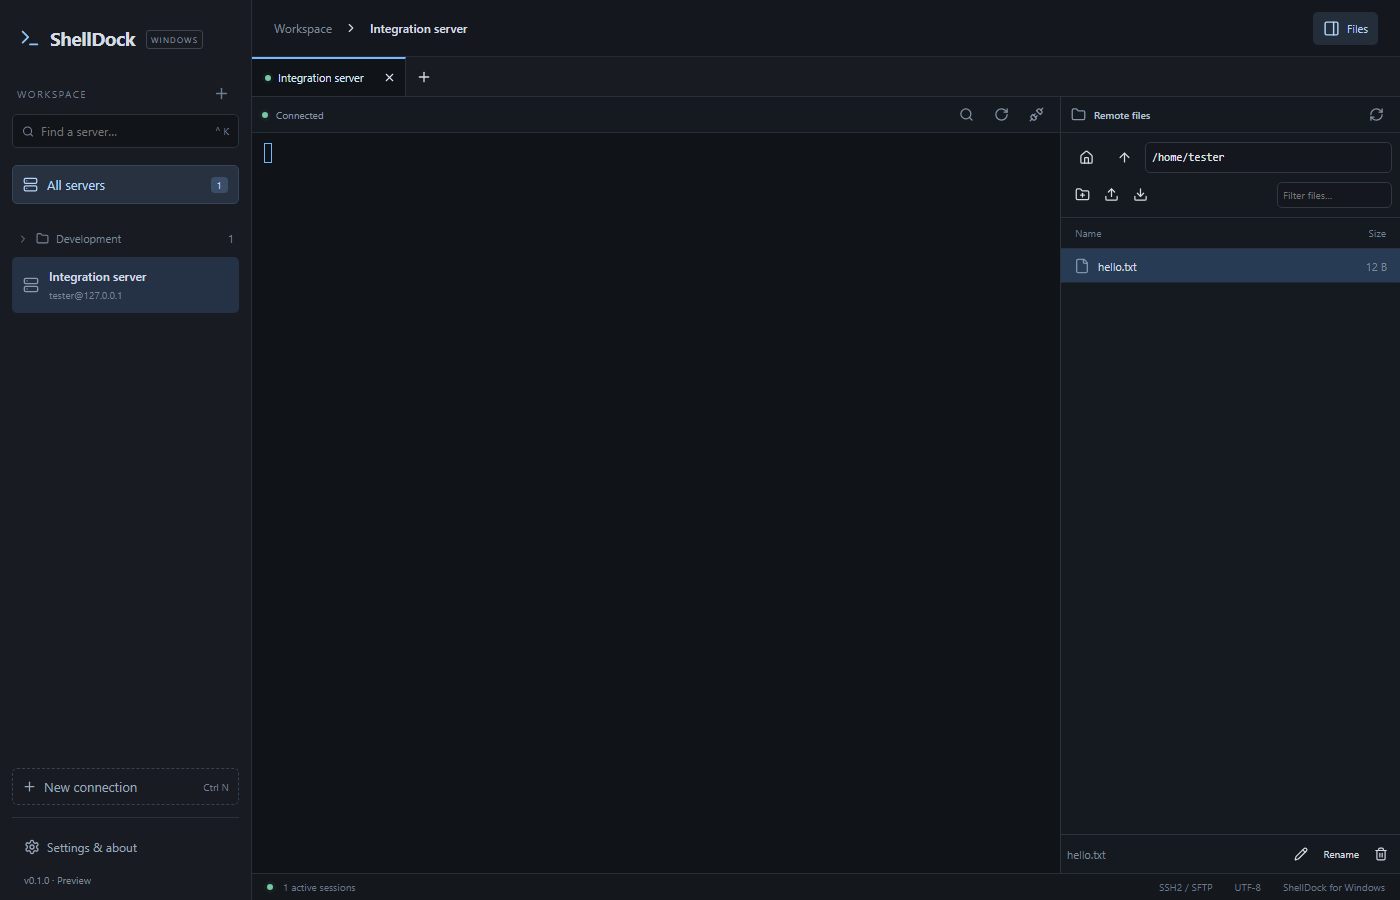 ShellDock WINDOWS
WORKSPACE
Find a server... ^ K
All servers 1
Development 1
Integration server
tester@127.0.0.1
New connection Ctrl N
Settings & about
v0.1.0 · Preview
Workspace Integration server
Files
Integration server
Connected
Remote files
/home/tester
Filter files...
Name Size
hello.txt 12 B
hello.txt Rename
1 active sessions
SSH2 / SFTP UTF-8 ShellDock for Windows